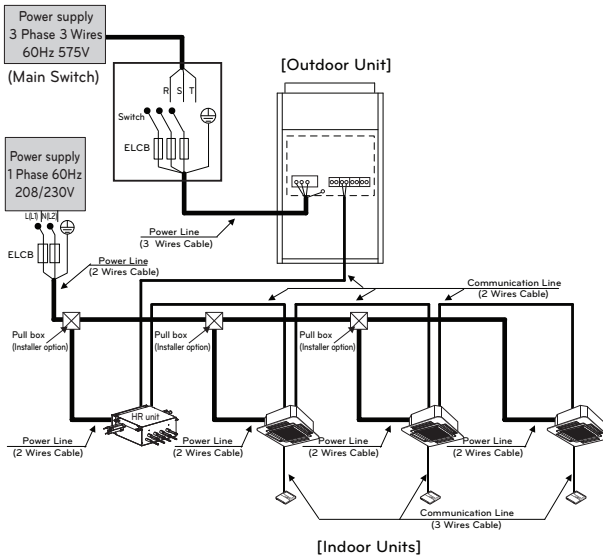 Power supply
3 Phase 3 Wires
60Hz 575V
(Main Switch)
[Outdoor Unit]
R S T
Switch
ELCB
Power supply
1 Phase 60Hz
208/230V
L(L1) N(L2)
ELCB
Power Line
(2 Wires Cable)
Power Line
(3 Wires Cable)
Communication Line
(2 Wires Cable)
Pull box
(Installer option)
Pull box
(Installer option)
Pull box
(Installer option)
HR unit
Power Line
(2 Wires Cable)
Power Line
(2 Wires Cable)
Power Line
(2 Wires Cable)
Power Line
(2 Wires Cable)
Communication Line
(3 Wires Cable)
[Indoor Units]